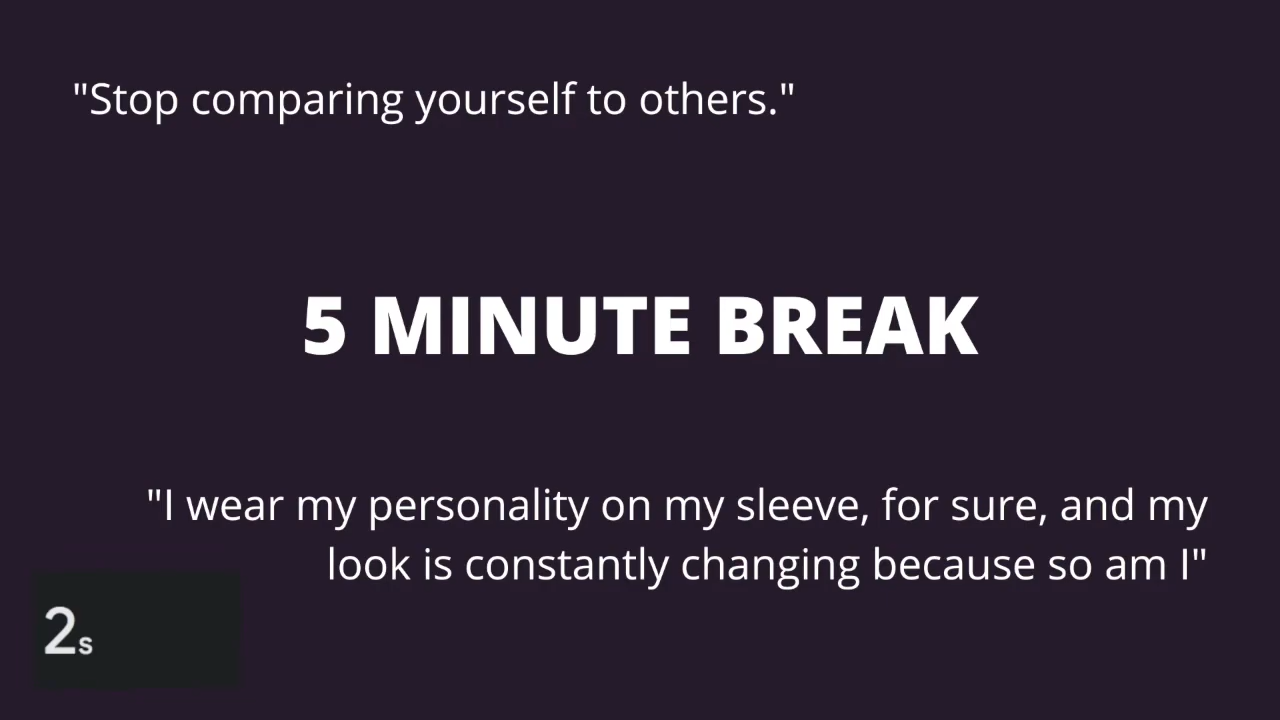 "Stop comparing yourself to others."
5 MINUTE BREAK
"I wear my personality on my sleeve, for sure, and my
look is constantly changing because so am I"
2s